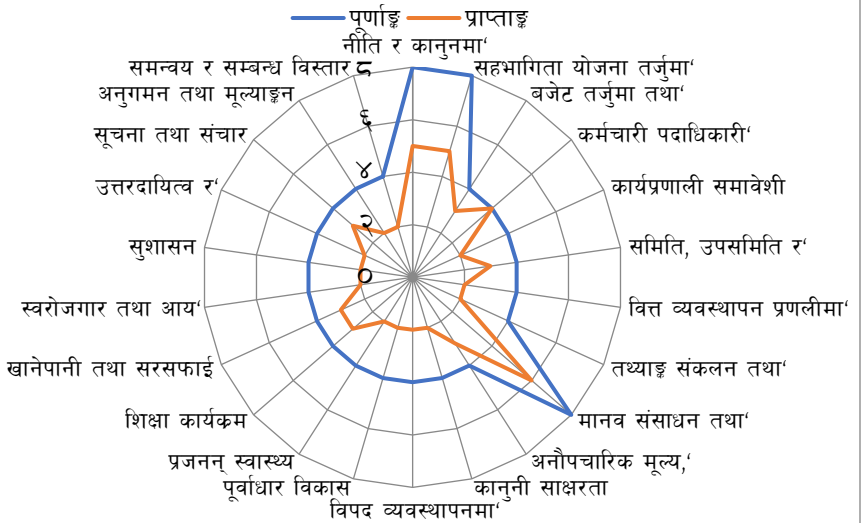 पूर्णाङ्क प्राप्ताङ्क
नीति र कानुनमा‘
सहभागिता योजना तर्जुमा‘
बजेट तर्जुमा तथा‘
कर्मचारी पदाधिकारी‘
कार्यप्रणाली समावेशी
समिति, उपसमिति र‘
वित्त व्यवस्थापन प्रणलीमा‘
तथ्याङ्क संकलन तथा‘
मानव संसाधन तथा‘
अनौपचारिक मूल्य,‘
कानुनी साक्षरता
विपद व्यवस्थापनमा‘
पूर्वाधार विकास
प्रजनन् स्वास्थ्य
शिक्षा कार्यक्रम
खानेपानी तथा सरसफाई
स्वरोजगार तथा आय‘
सुशासन
उत्तरदायित्व र‘
सूचना तथा संचार
अनुगमन तथा मूल्याङ्कन
समन्वय र सम्बन्ध विस्तार
८
६
४
२
०